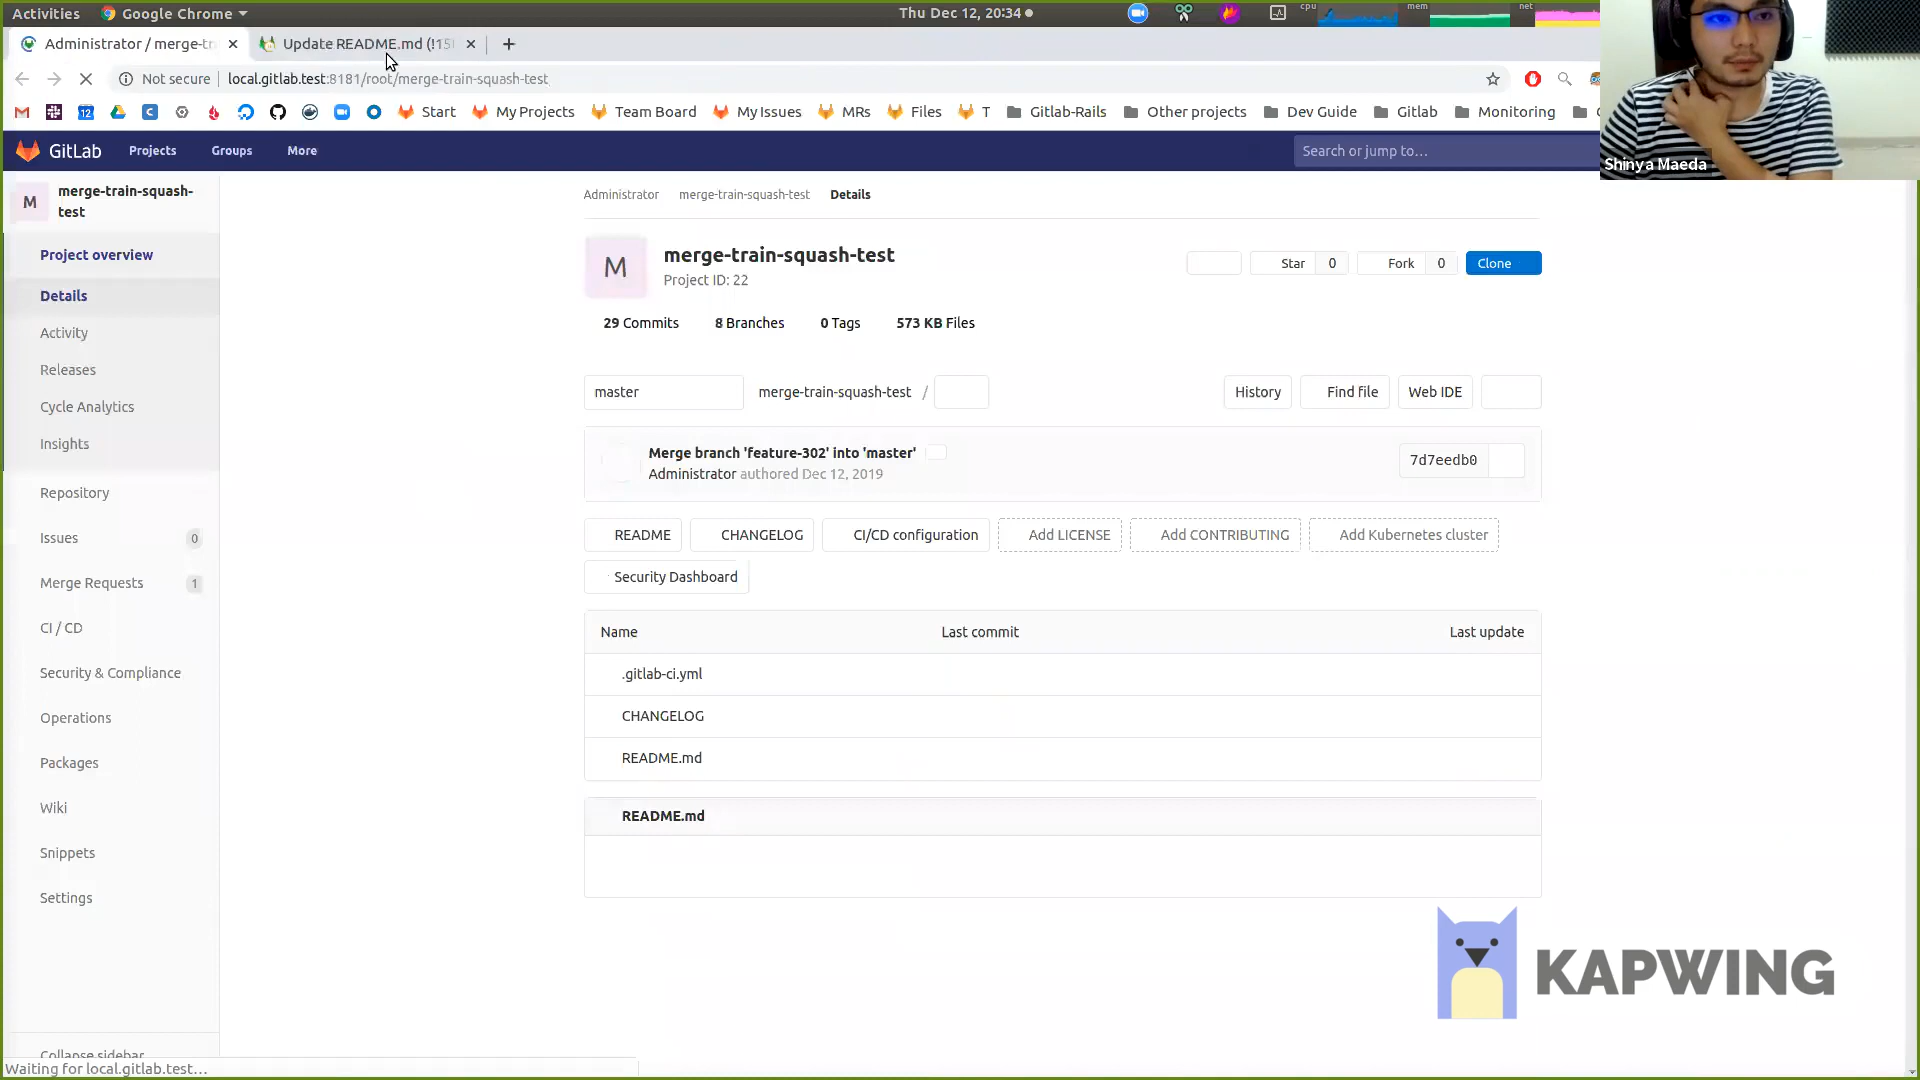 Activities
Google Chrome
Thu Dec 12, 20:34
cpu
mem
net
Administrator / merge-tr
Update README.md (!15
Not secure
local.gitlab.test:8181/root/merge-train-squash-test
12
C
Start
My Projects
Team Board
My Issues
MRs
Files
T
Gitlab-Rails
Other projects
Dev Guide
Gitlab
Monitoring
Shinya Maeda
GitLab
Projects
Groups
More
Search or jump to…
M
merge-train-squash-
test
Project overview
Details
Activity
Releases
Cycle Analytics
Insights
Repository
Issues 0
Merge Requests 1
CI / CD
Security & Compliance
Operations
Packages
Wiki
Snippets
Settings
Collapse sidebar
Administrator
merge-train-squash-test
Details
M
merge-train-squash-test
Project ID: 22
Star 0
Fork 0
Clone
29 Commits
8 Branches
0 Tags
573 KB Files
master
merge-train-squash-test /
History
Find file
Web IDE
Merge branch 'feature-302' into 'master'
Administrator authored Dec 12, 2019
7d7eedb0
README
CHANGELOG
CI/CD configuration
Add LICENSE
Add CONTRIBUTING
Add Kubernetes cluster
Security Dashboard
Name
Last commit
Last update
.gitlab-ci.yml
CHANGELOG
README.md
README.md
KAPWING
Waiting for local.gitlab.test...